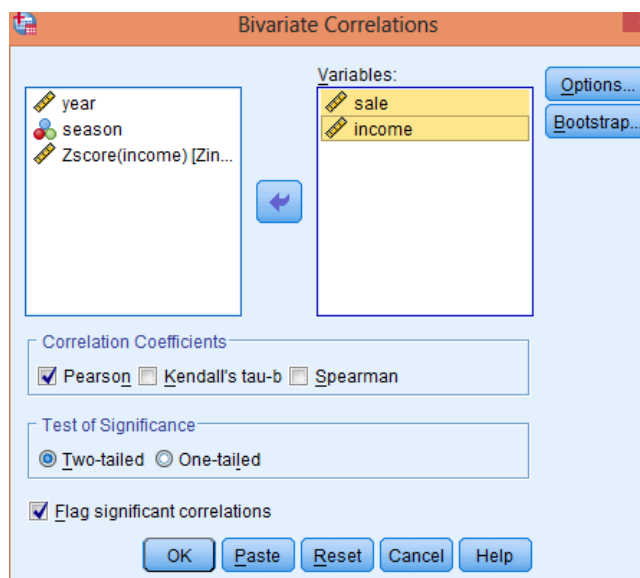 Bivariate Correlations
Variables:
year
season
Zscore(income) [Zin...
sale
income
Options...
Bootstrap...
Correlation Coefficients
Pearson Kendall's tau-b Spearman
Test of Significance
Two-tailed One-tailed
Flag significant correlations
OK Paste Reset Cancel Help